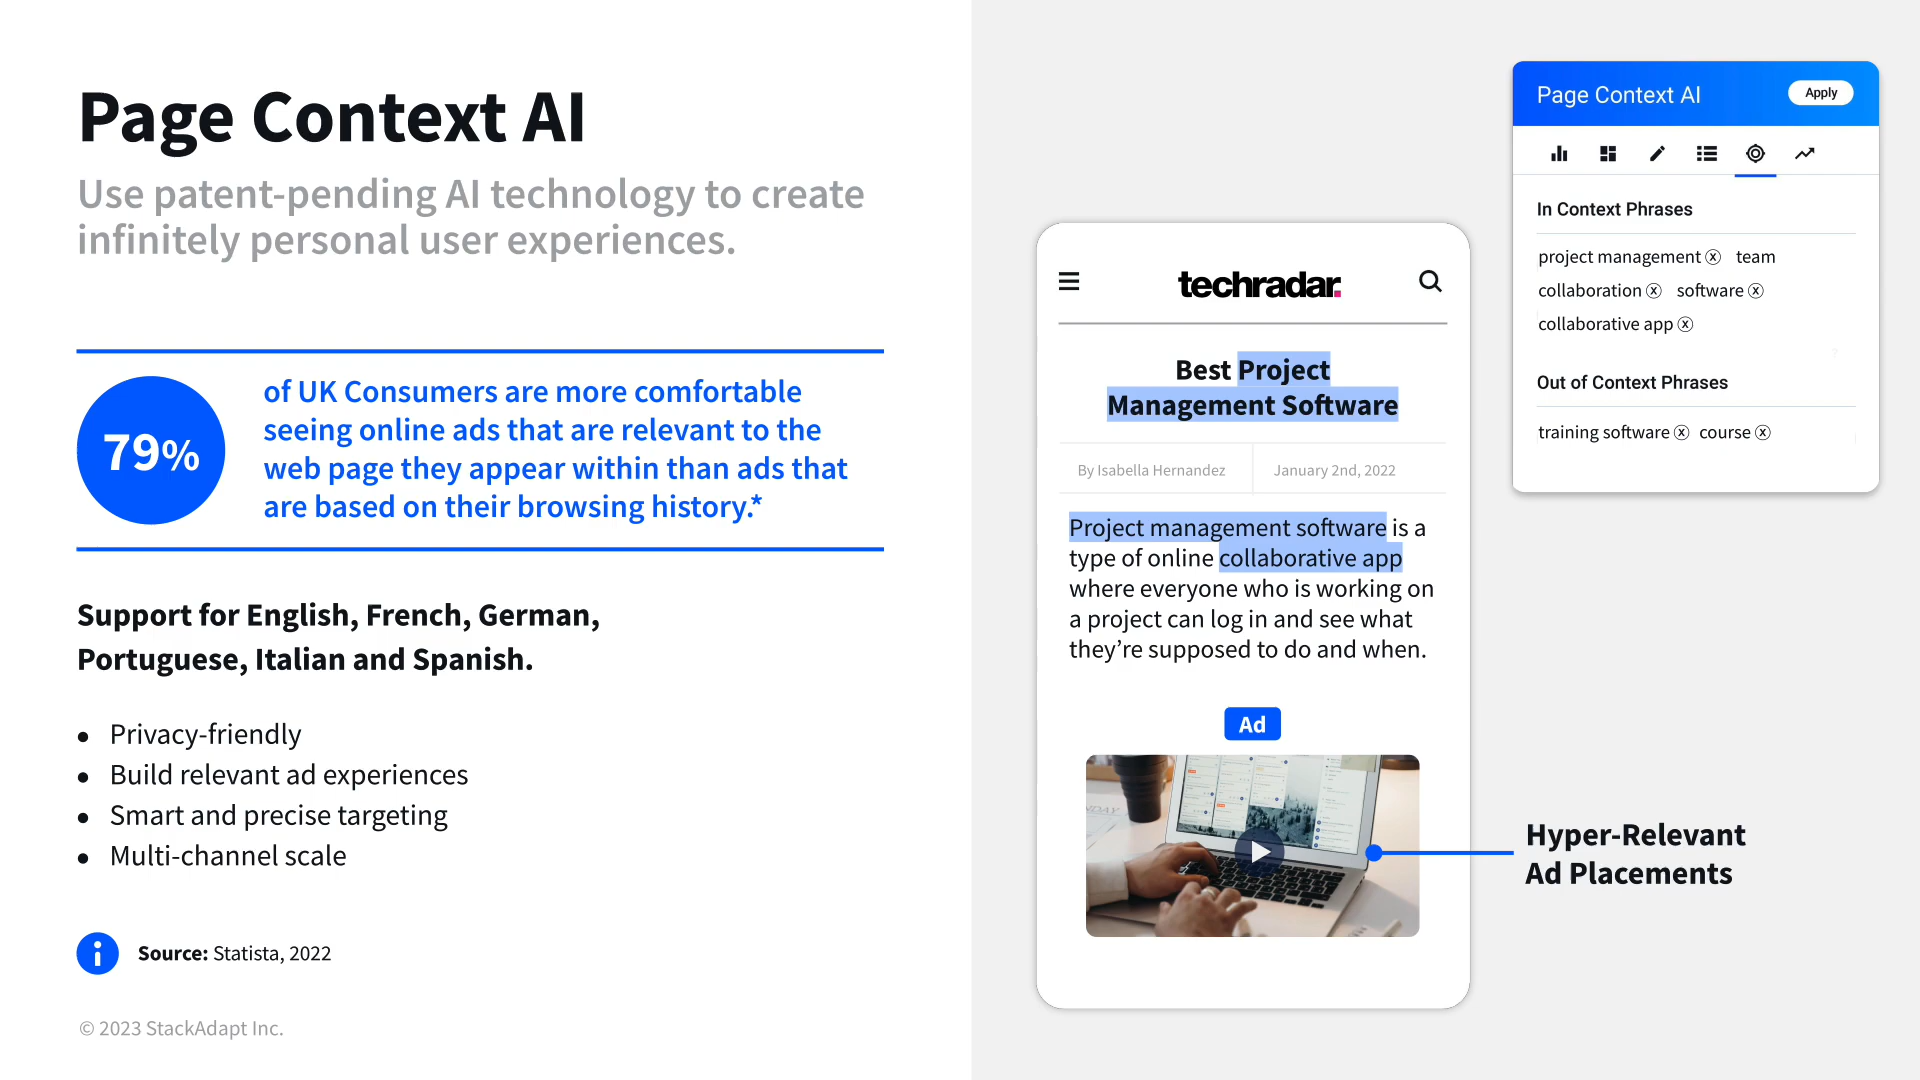 Page Context AI
Use patent-pending AI technology to create
infinitely personal user experiences.
79%
of UK Consumers are more comfortable
seeing online ads that are relevant to the
web page they appear within than ads that
are based on their browsing history.*
Support for English, French, German,
Portuguese, Italian and Spanish.
• Privacy-friendly
• Build relevant ad experiences
• Smart and precise targeting
• Multi-channel scale
Source: Statista, 2022
© 2023 StackAdapt Inc.
techradar.
Best Project
Management Software
By Isabella Hernandez
January 2nd, 2022
Project management software is a
type of online collaborative app
where everyone who is working on
a project can log in and see what
they’re supposed to do and when.
Ad
Page Context AI
Apply
In Context Phrases
project management ⓧ team
collaboration ⓧ software ⓧ
collaborative app ⓧ
Out of Context Phrases
training software ⓧ course ⓧ
Hyper-Relevant
Ad Placements